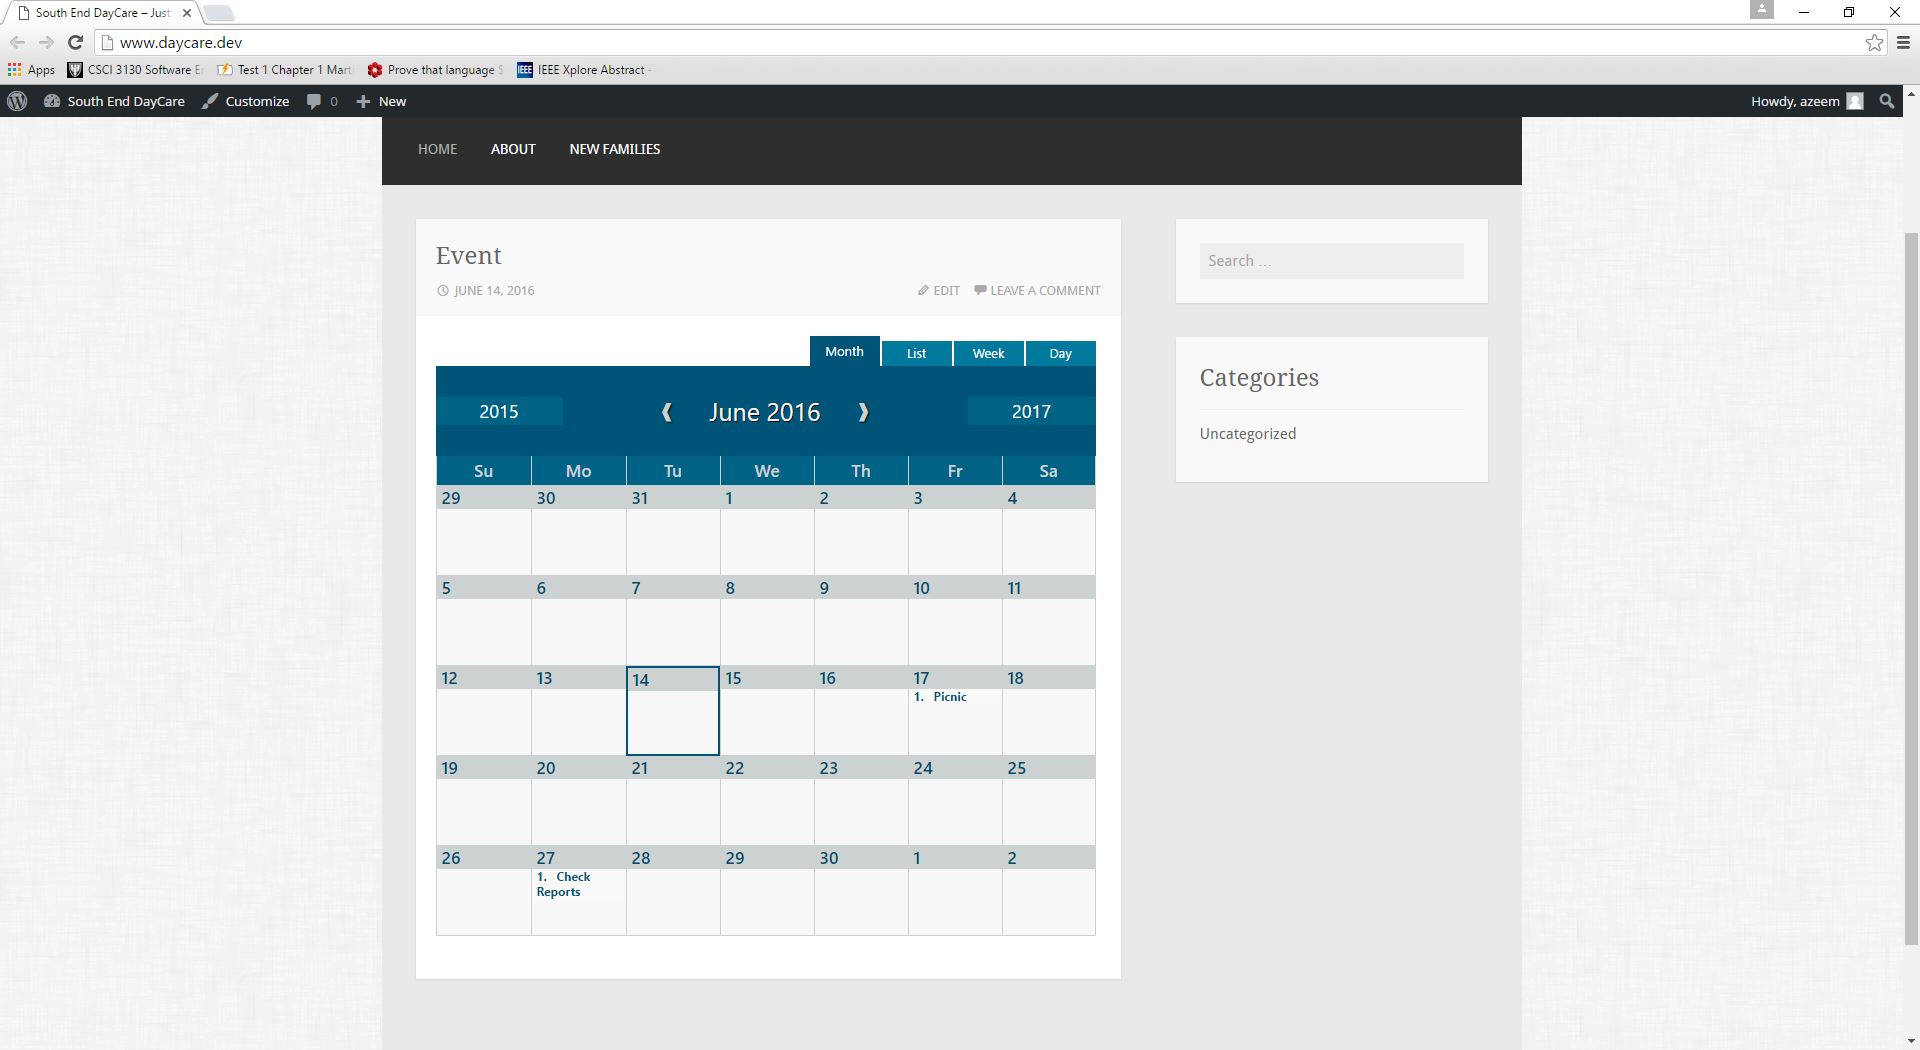 South End DayCare – Just
www.daycare.dev
Apps CSCI 3130 Software Er Test 1 Chapter 1 Mart Prove that language S IEEE IEEE Xplore Abstract -
South End DayCare Customize 0 New Howdy, azeem
HOME ABOUT NEW FAMILIES
Event
JUNE 14, 2016 EDIT LEAVE A COMMENT
Search ...
Categories
Uncategorized
Month List Week Day
2015 June 2016 2017
Su Mo Tu We Th Fr Sa
29 30 31 1 2 3 4
5 6 7 8 9 10 11
12 13 14 15 16 17 18
1. Picnic
19 20 21 22 23 24 25
26 27 28 29 30 1 2
1. Check
Reports